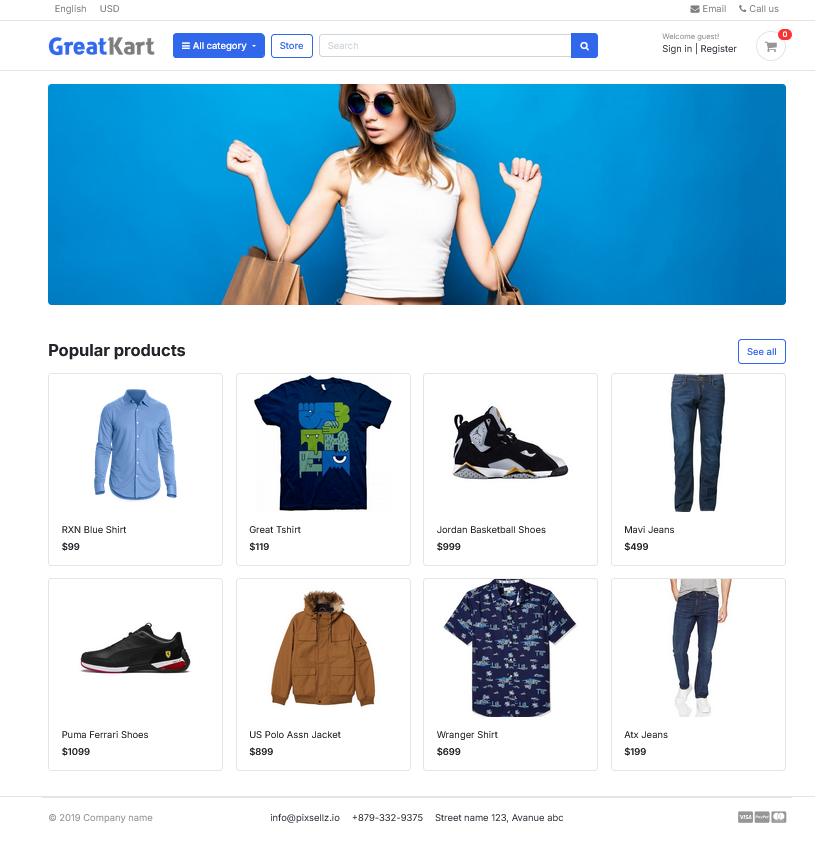 English USD Email Call us
GreatKart All category Store Search Welcome guest! Sign in | Register 0
Popular products See all
RXN Blue Shirt Great Tshirt Jordan Basketball Shoes Mavi Jeans
$99 $119 $999 $499
Puma Ferrari Shoes US Polo Assn Jacket Wranger Shirt Atx Jeans
$1099 $899 $699 $199
© 2019 Company name info@pixsellz.io +879-332-9375 Street name 123, Avanue abc VISA PayPal